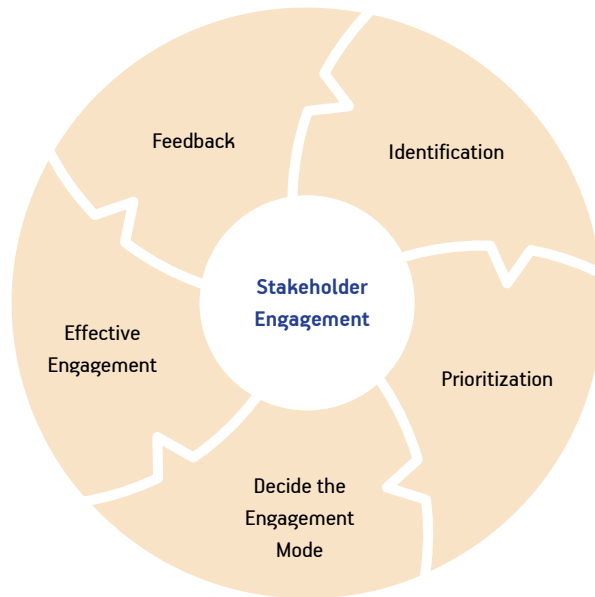 Feedback
Identification
Stakeholder
Engagement
Effective
Engagement
Prioritization
Decide the
Engagement
Mode